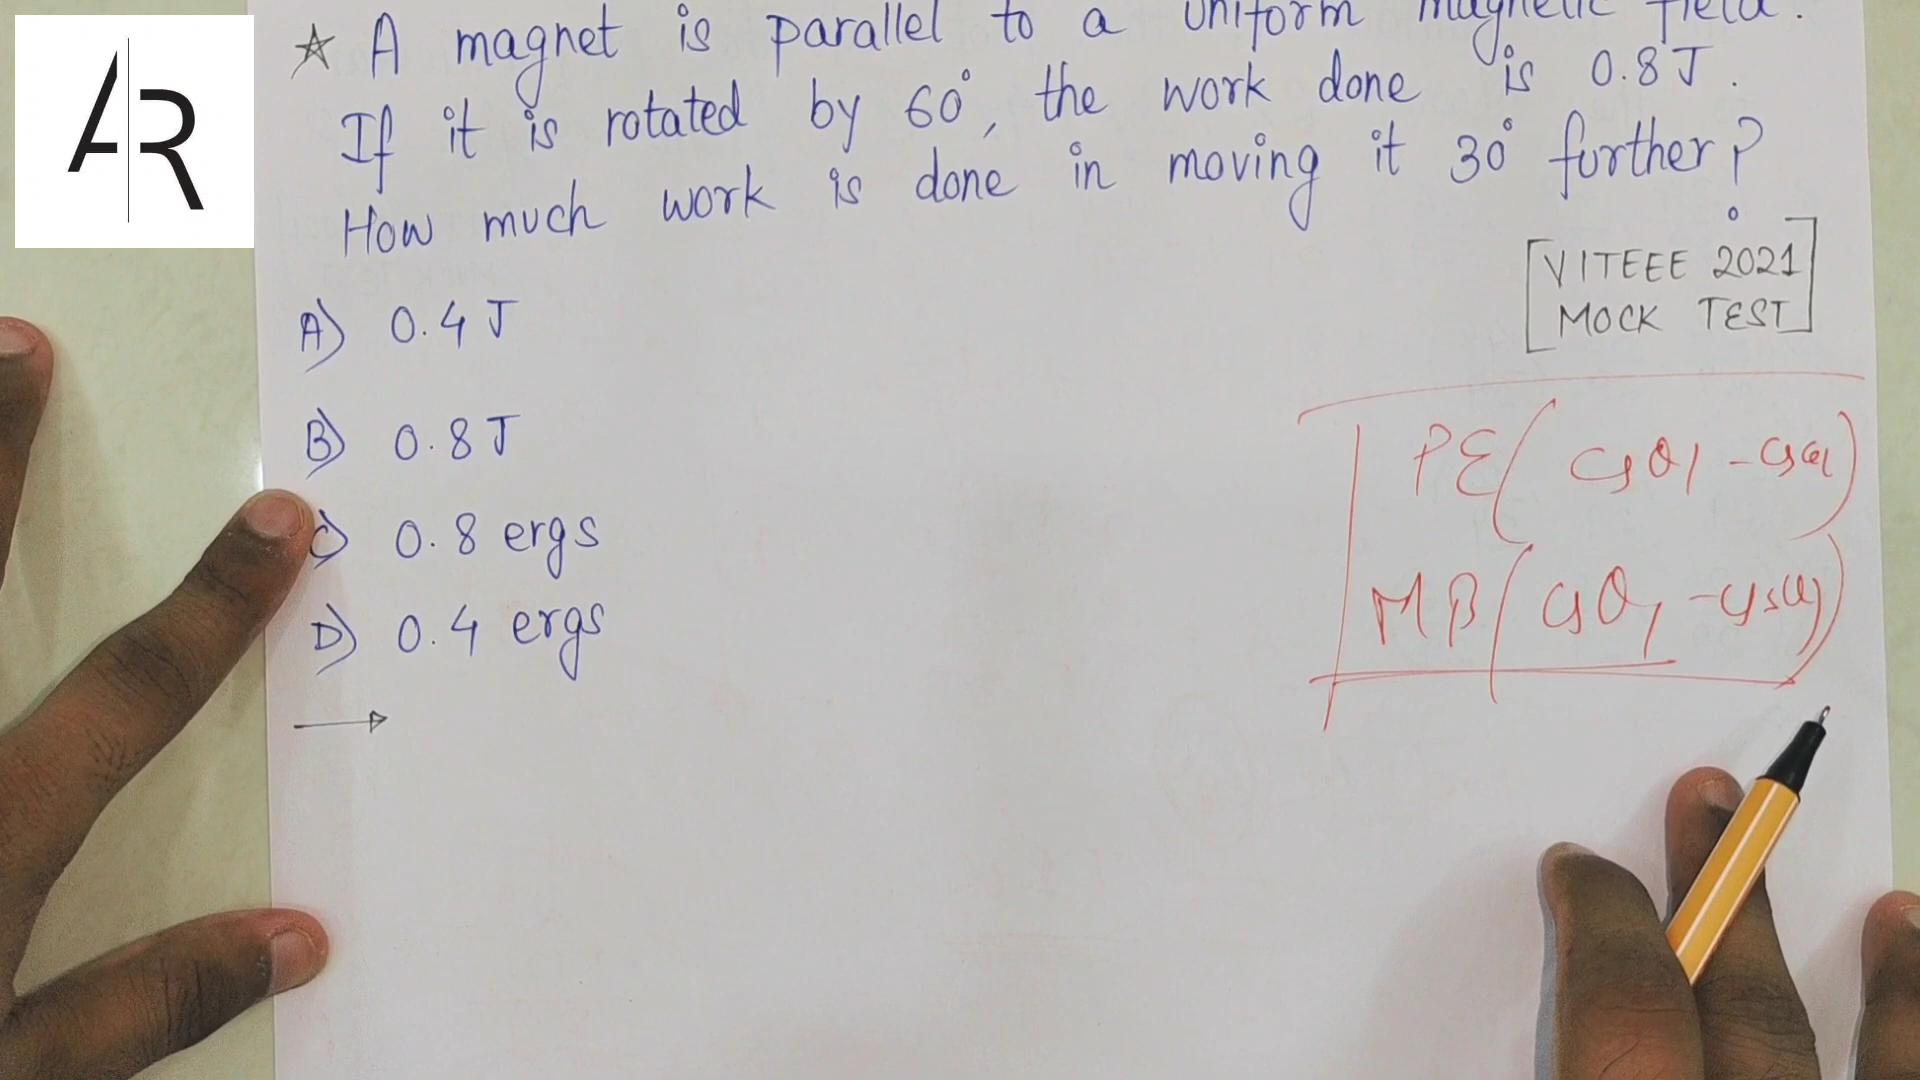 AR
☆ A magnet is parallel to a uniform magnetic field.
If it is rotated by 60°, the work done is 0.8 J.
How much work is done in moving it 30° further?
[VITEEE 2021
MOCK TEST]
A) 0.4 J
B) 0.8 J
C) 0.8 ergs
D) 0.4 ergs
→
PE (cosθ1 - cosθ2)
MB (cosθ1 - cosθ2)